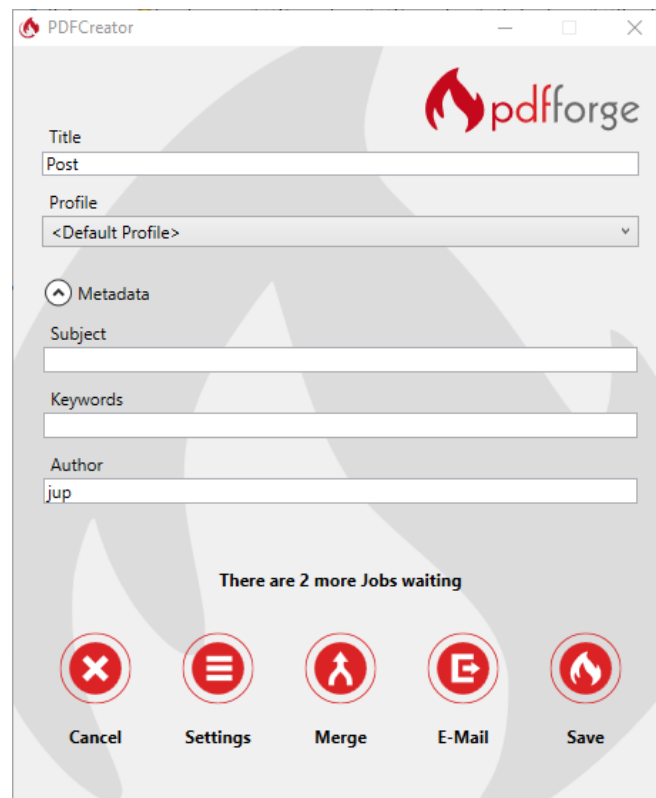 PDFCreator
pdfforge
Title
Post
Profile
<Default Profile>
Metadata
Subject
Keywords
Author
jup
There are 2 more Jobs waiting
Cancel Settings Merge E-Mail Save